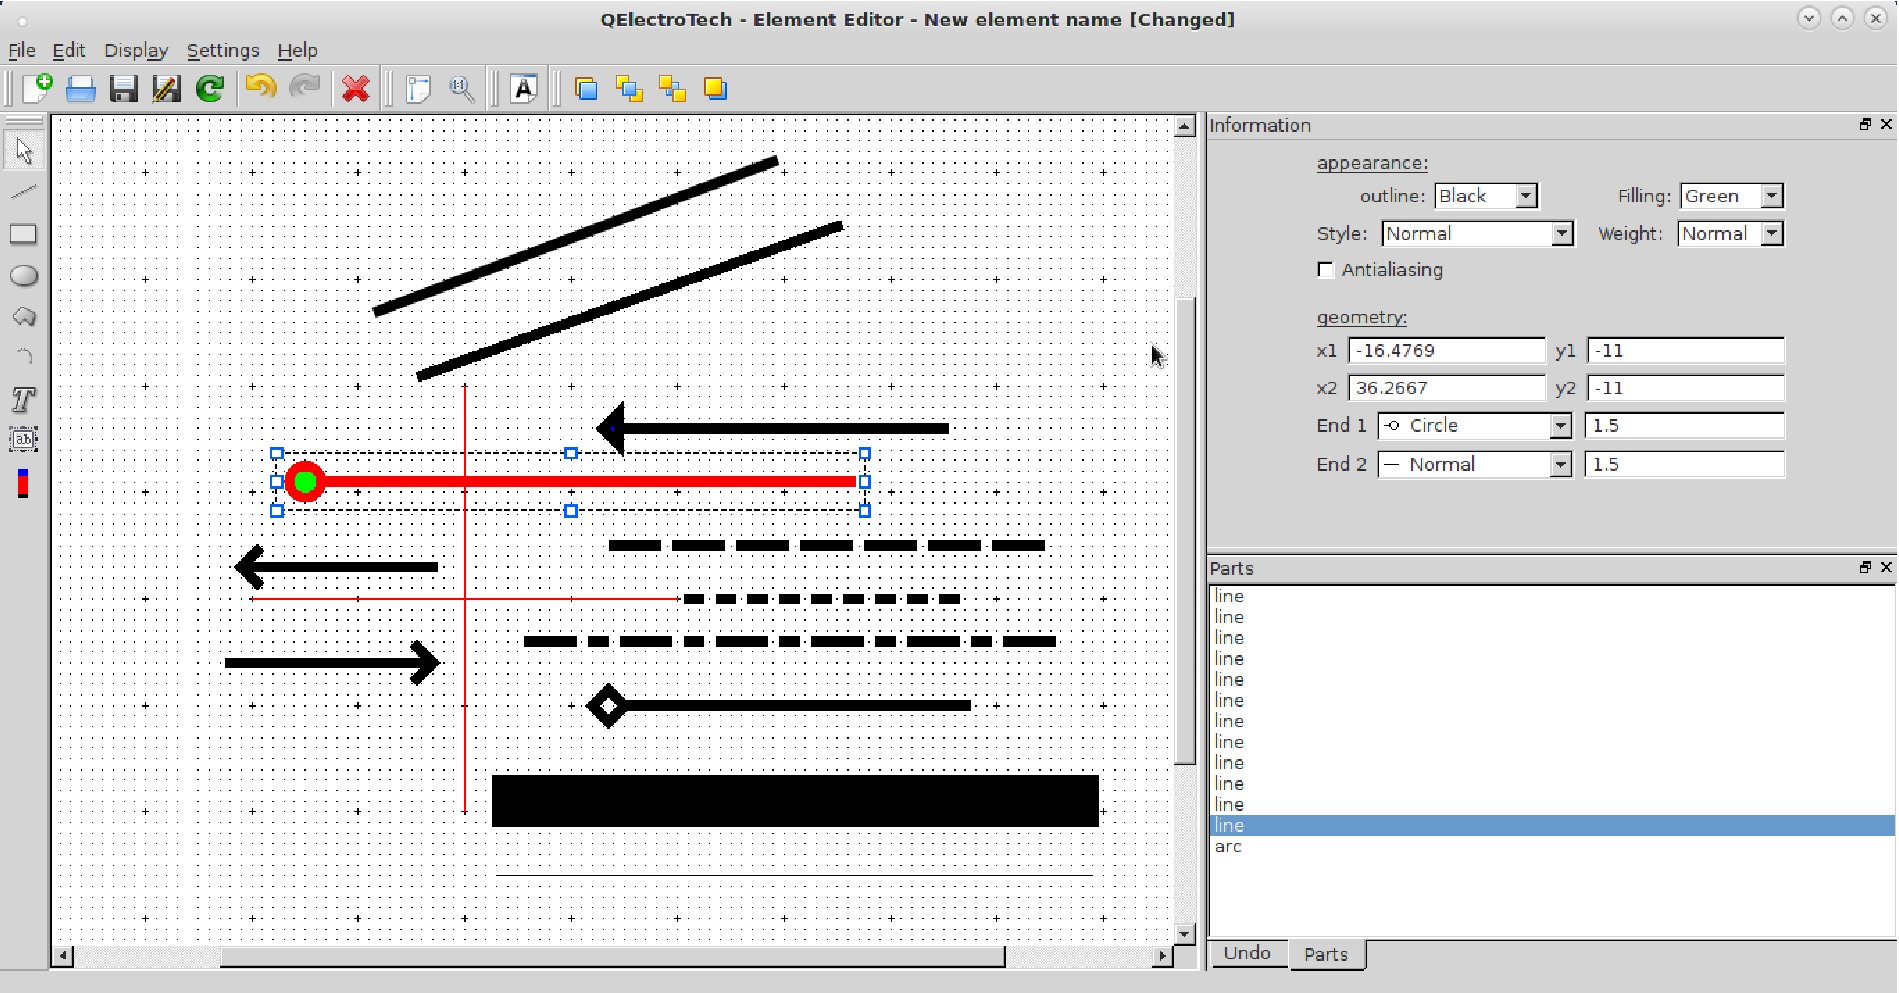 QElectroTech - Element Editor - New element name [Changed]
File Edit Display Settings Help
1:1
A
T
ab
Information
appearance:
outline: Black Filling: Green
Style: Normal Weight: Normal
Antialiasing
geometry:
x1 -16.4769 y1 -11
x2 36.2667 y2 -11
End 1 Circle 1.5
End 2 Normal 1.5
Parts
line
line
line
line
line
line
line
line
line
line
line
line
arc
Undo Parts